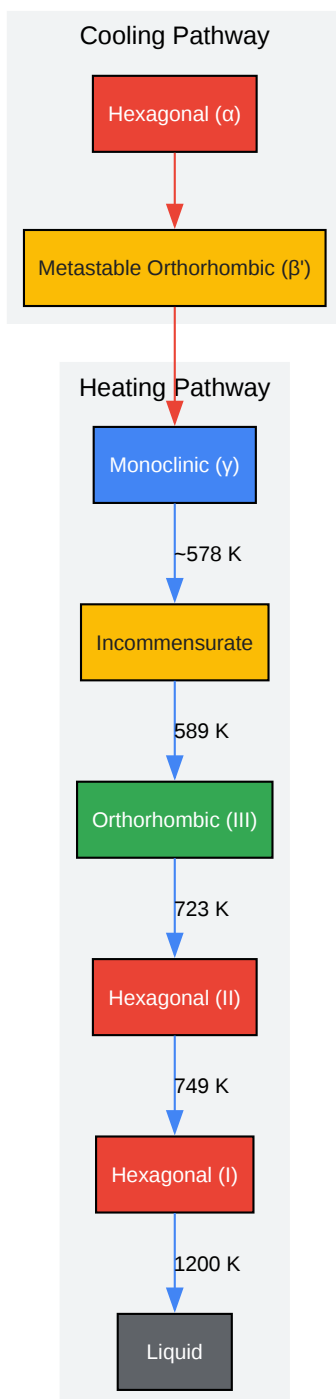 Cooling Pathway
Hexagonal (α)
Metastable Orthorhombic (β')
Heating Pathway
Monoclinic (γ)
~578 K
Incommensurate
589 K
Orthorhombic (III)
723 K
Hexagonal (II)
749 K
Hexagonal (I)
1200 K
Liquid